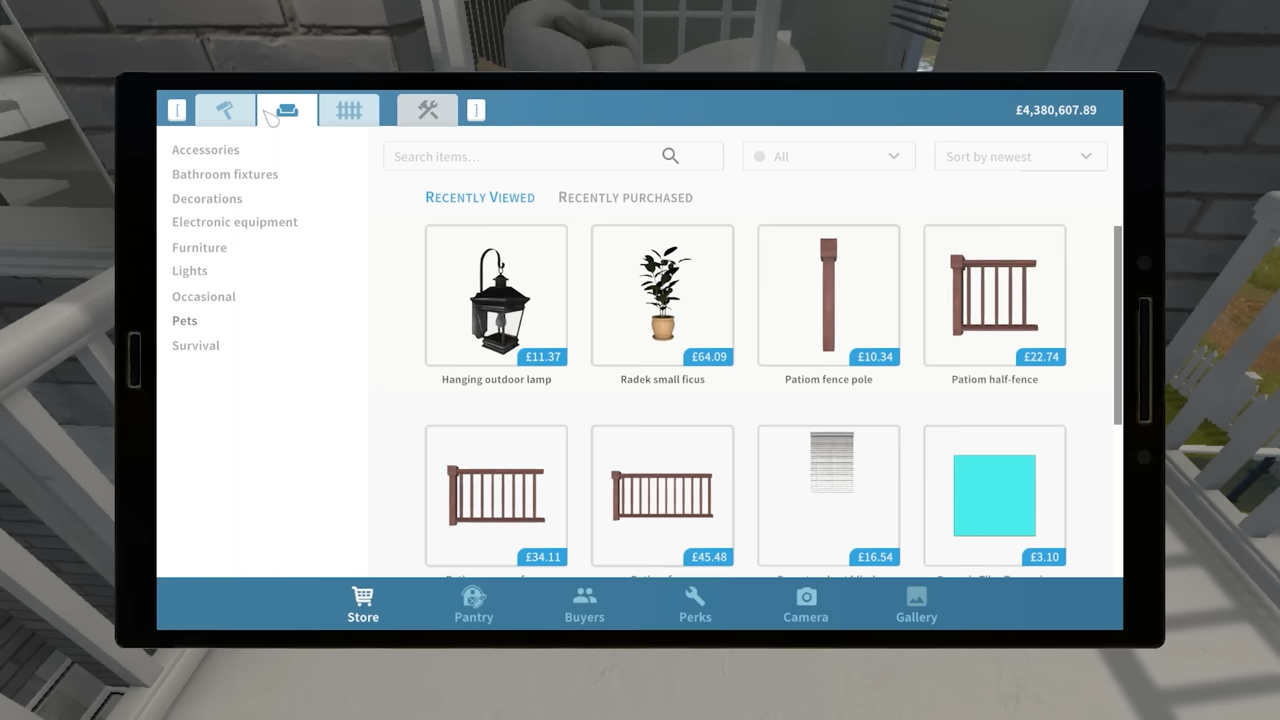 [
]
£4,380,607.89
Accessories
Bathroom fixtures
Decorations
Electronic equipment
Furniture
Lights
Occasional
Pets
Survival
Search items...
All
Sort by newest
RECENTLY VIEWED
RECENTLY PURCHASED
£11.37
£64.09
£10.34
£22.74
Hanging outdoor lamp
Radek small ficus
Patiom fence pole
Patiom half-fence
£34.11
£45.48
£16.54
£3.10
Store
Pantry
Buyers
Perks
Camera
Gallery